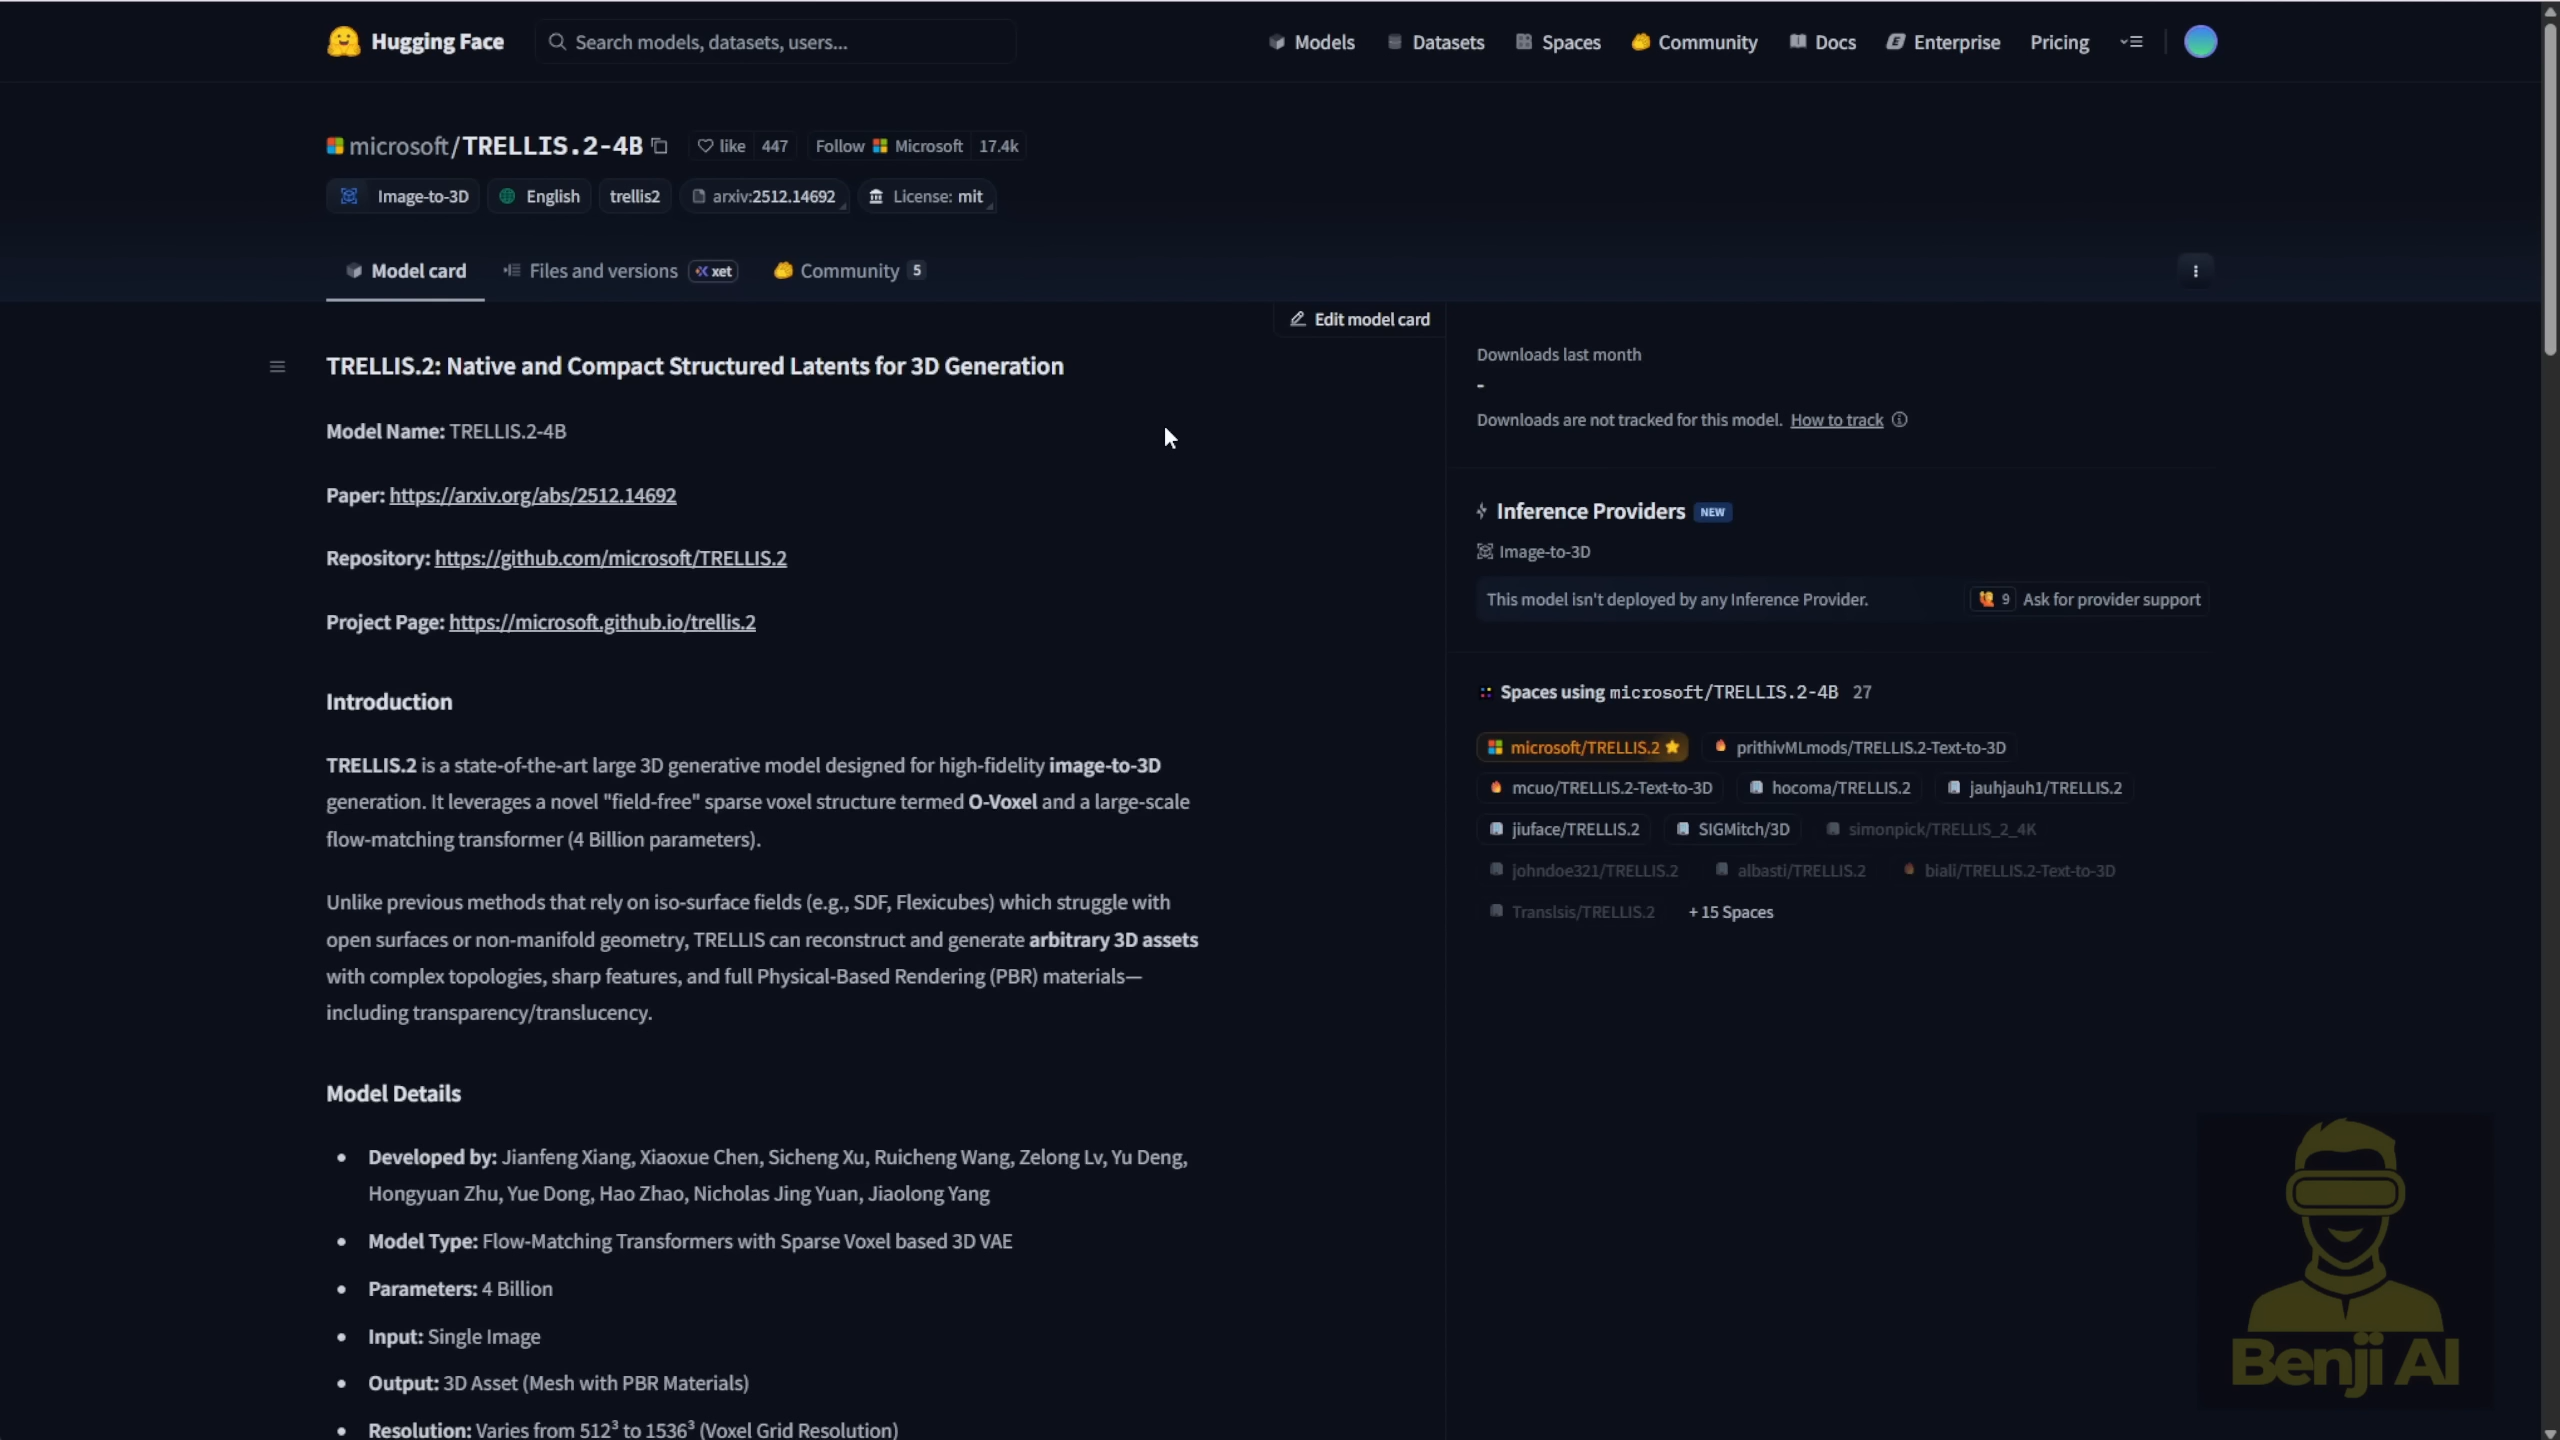 Hugging Face
Search models, datasets, users...
Models
Datasets
Spaces
Community
Docs
Enterprise
Pricing
microsoft/TRELLIS.2-4B
like 447
Follow Microsoft 17.4k
Image-to-3D
English
trellis2
arxiv:2512.14692
License: mit
Model card
Files and versions
xet
Community 5
Edit model card
TRELLIS.2: Native and Compact Structured Latents for 3D Generation
Model Name: TRELLIS.2-4B
Paper: https://arxiv.org/abs/2512.14692
Repository: https://github.com/microsoft/TRELLIS.2
Project Page: https://microsoft.github.io/trellis.2
Introduction
TRELLIS.2 is a state-of-the-art large 3D generative model designed for high-fidelity image-to-3D
generation. It leverages a novel "field-free" sparse voxel structure termed O-Voxel and a large-scale
flow-matching transformer (4 Billion parameters).
Unlike previous methods that rely on iso-surface fields (e.g., SDF, Flexicubes) which struggle with
open surfaces or non-manifold geometry, TRELLIS can reconstruct and generate arbitrary 3D assets
with complex topologies, sharp features, and full Physical-Based Rendering (PBR) materials—
including transparency/translucency.
Model Details
• Developed by: Jianfeng Xiang, Xiaoxue Chen, Sicheng Xu, Ruicheng Wang, Zelong Lv, Yu Deng,
Hongyuan Zhu, Yue Dong, Hao Zhao, Nicholas Jing Yuan, Jiaolong Yang
• Model Type: Flow-Matching Transformers with Sparse Voxel based 3D VAE
• Parameters: 4 Billion
• Input: Single Image
• Output: 3D Asset (Mesh with PBR Materials)
• Resolution: Varies from 512³ to 1536³ (Voxel Grid Resolution)
Downloads last month
-
Downloads are not tracked for this model. How to track
Inference Providers NEW
Image-to-3D
This model isn't deployed by any Inference Provider.
9 Ask for provider support
Spaces using microsoft/TRELLIS.2-4B 27
microsoft/TRELLIS.2
prithivMLmods/TRELLIS.2-Text-to-3D
mcuo/TRELLIS.2-Text-to-3D
hocoma/TRELLIS.2
jauhjauh1/TRELLIS.2
jiuface/TRELLIS.2
SIGMitch/3D
simonpick/TRELLIS_2_4K
johndoe321/TRELLIS.2
albasti/TRELLIS.2
biali/TRELLIS.2-Text-to-3D
Translsis/TRELLIS.2
+ 15 Spaces
Benji AI